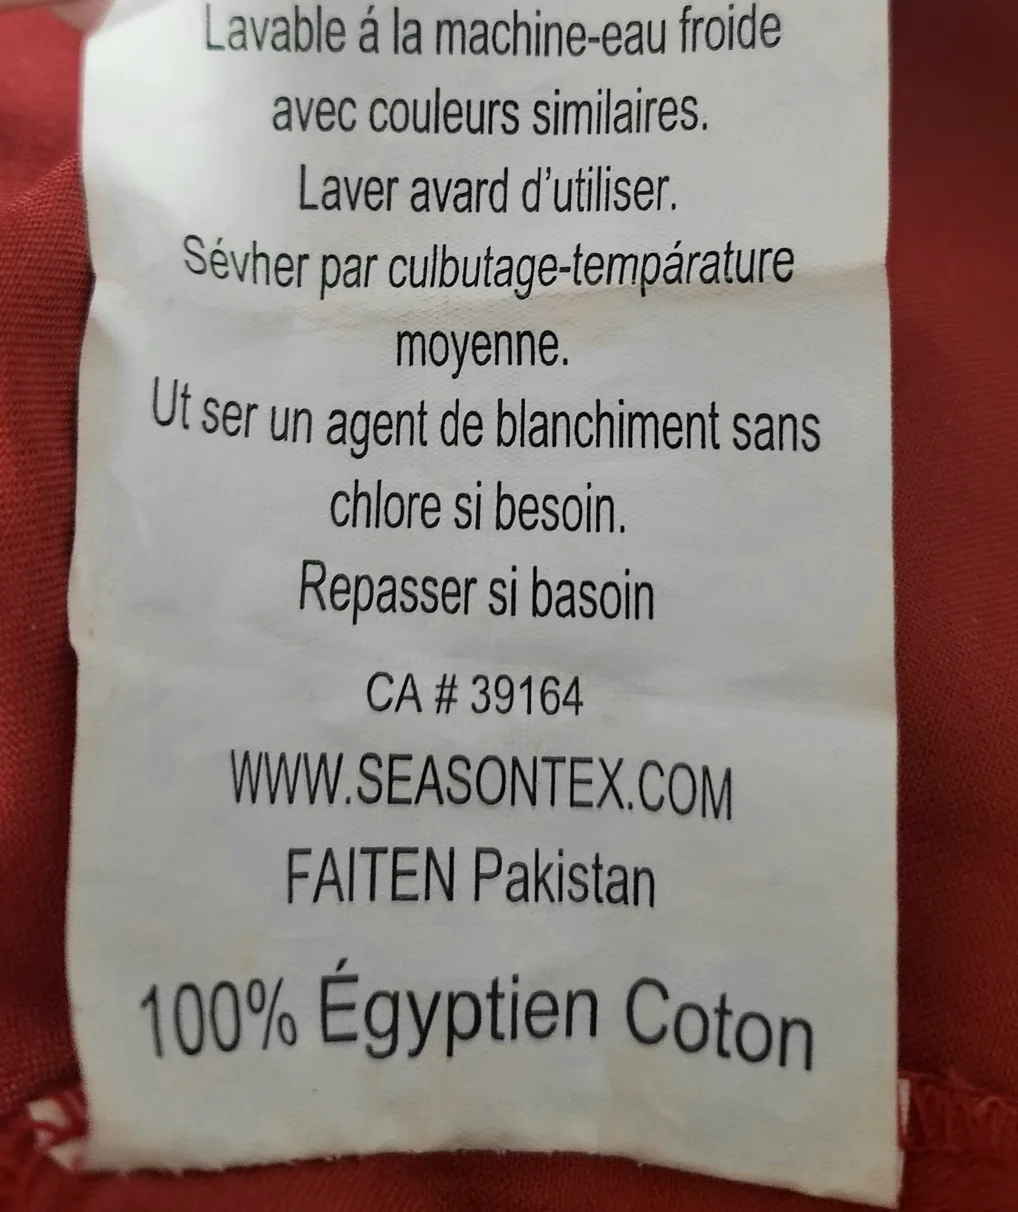 Lavable á la machine-eau froide
avec couleurs similaires.
Laver avard d'utiliser.
Sévher par culbutage-tempárature
moyenne.
Ut ser un agent de blanchiment sans
chlore si besoin.
Repasser si basoin
CA # 39164
WWW.SEASONTEX.COM
FAITEN Pakistan
100% Égyptien Coton